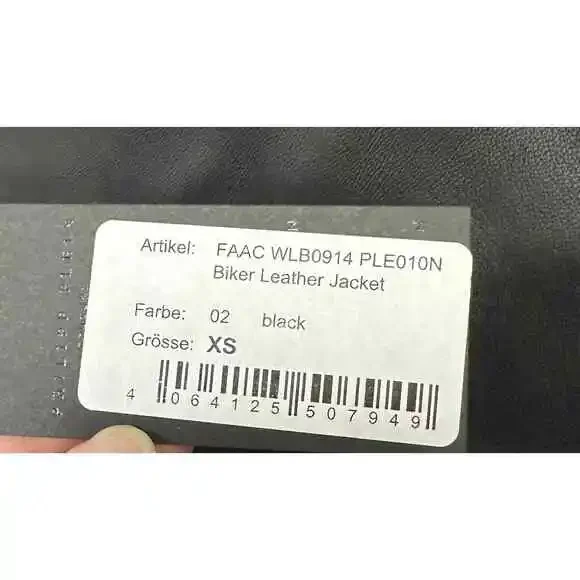 Artikel: FAAC WLB0914 PLE010N
Biker Leather Jacket
Farbe: 02 black
Grösse: XS
4 064125 507949